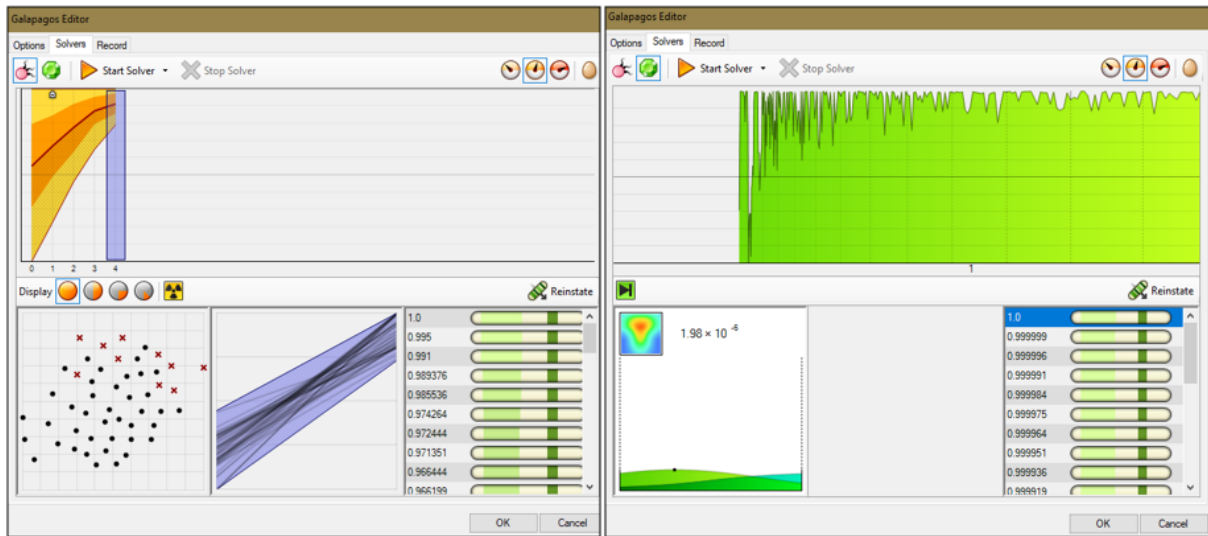 Galapagos Editor
Options Solvers Record
Start Solver Stop Solver
0 1 2 3 4
Display Reinstate
1.0
0.995
0.991
0.989376
0.985536
0.974264
0.972444
0.971351
0.966444
0.966199
OK Cancel
Galapagos Editor
Options Solvers Record
Start Solver Stop Solver
1
Reinstate
1.98 × 10 -6
1.0
0.999999
0.999996
0.999991
0.999984
0.999975
0.999964
0.999951
0.999936
0.999919
OK Cancel